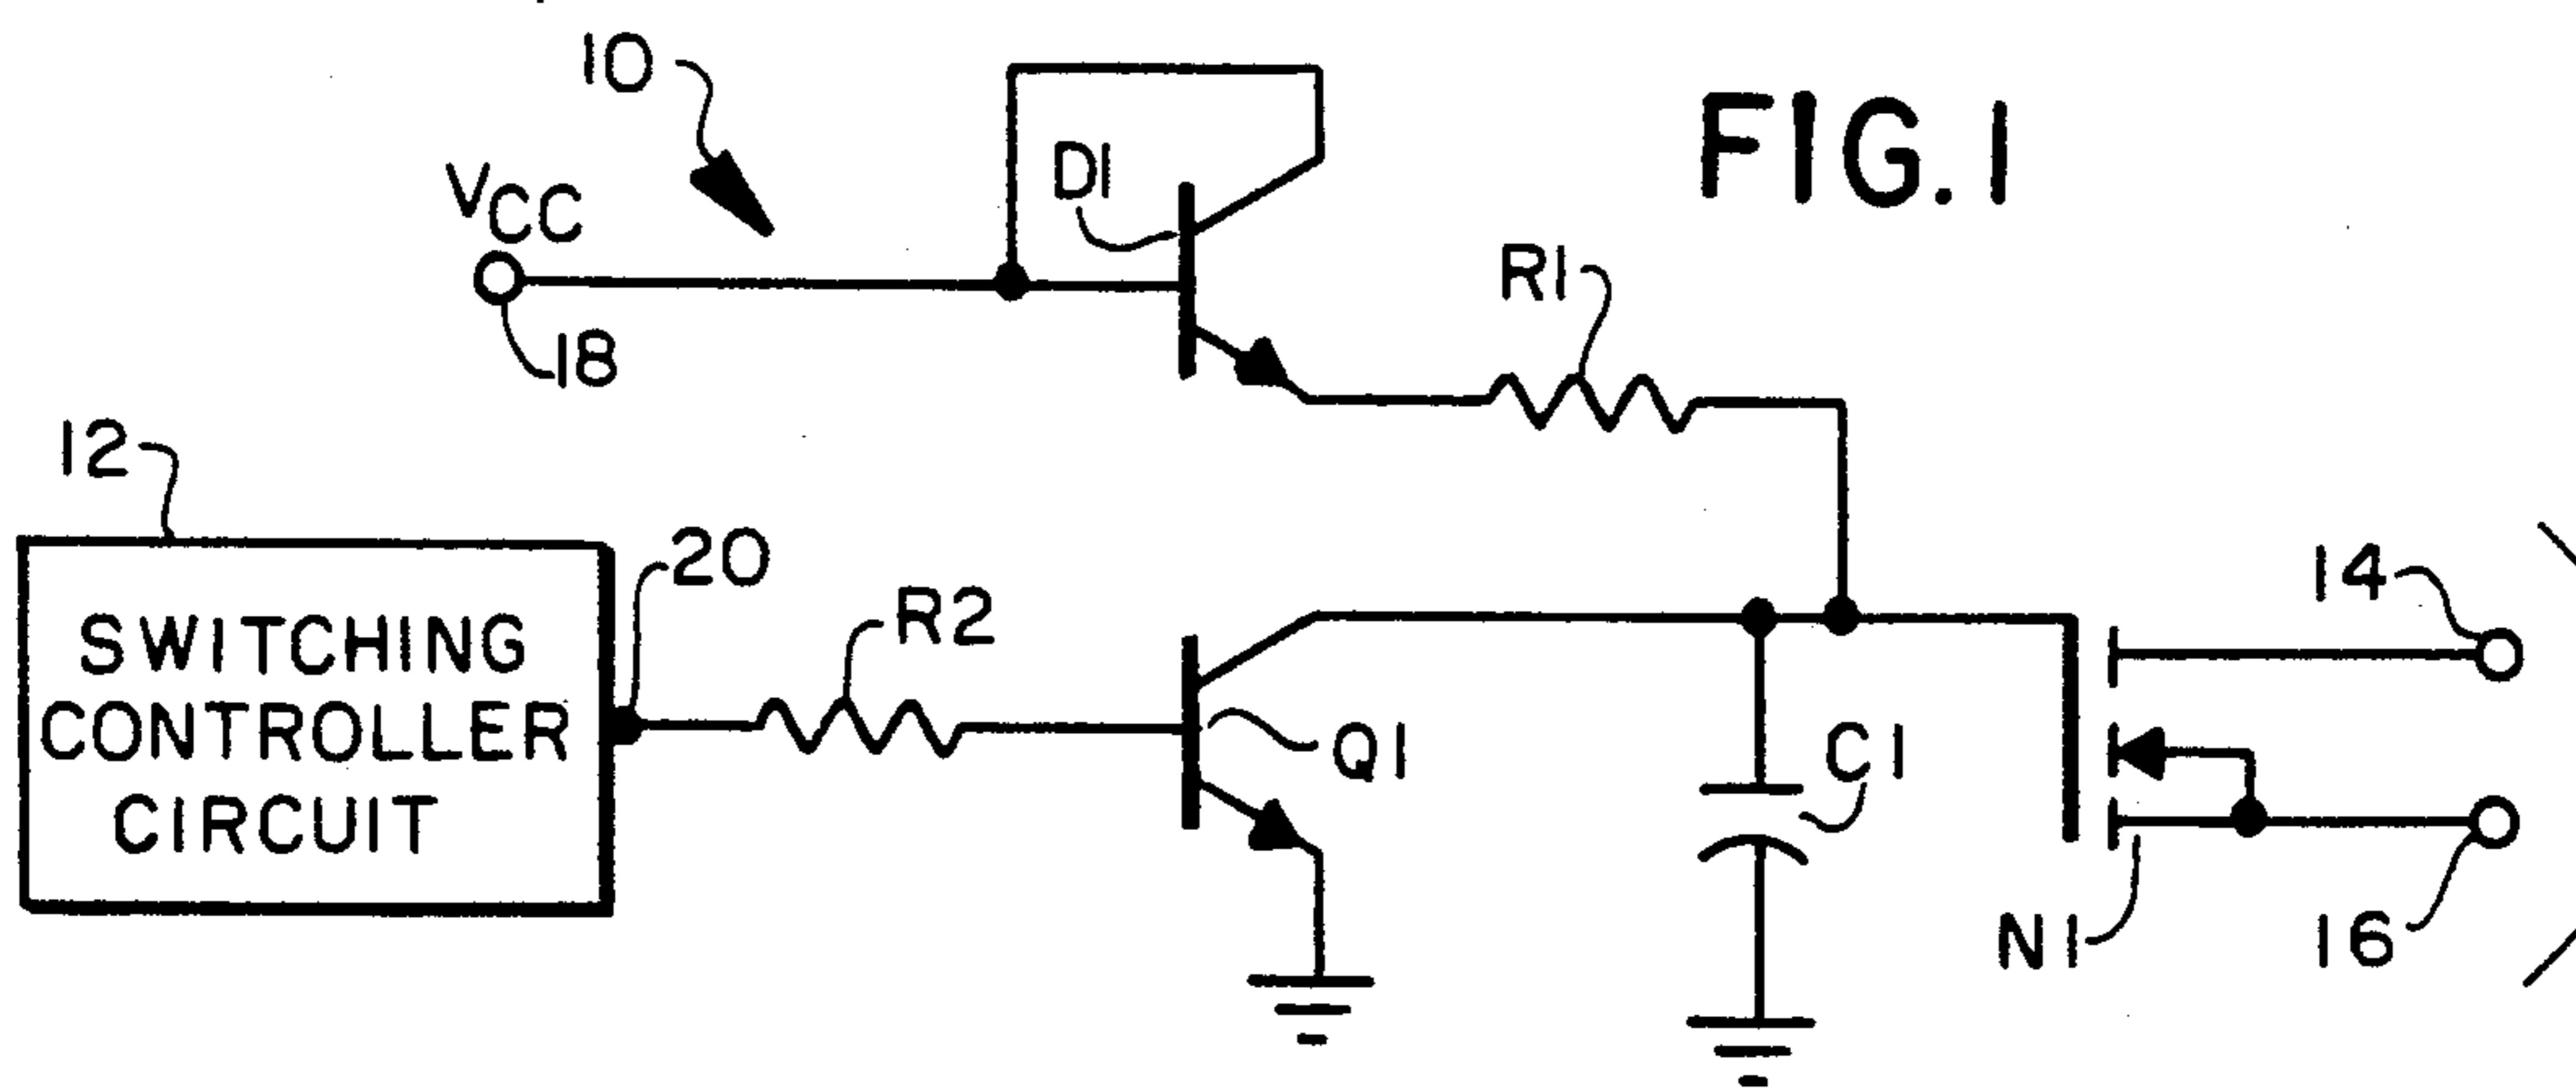 10
FIG. 1
D1
VCC
R1
18
12
20
R2
14
SWITCHING
CONTROLLER
CIRCUIT
Q1
C1
N1
16